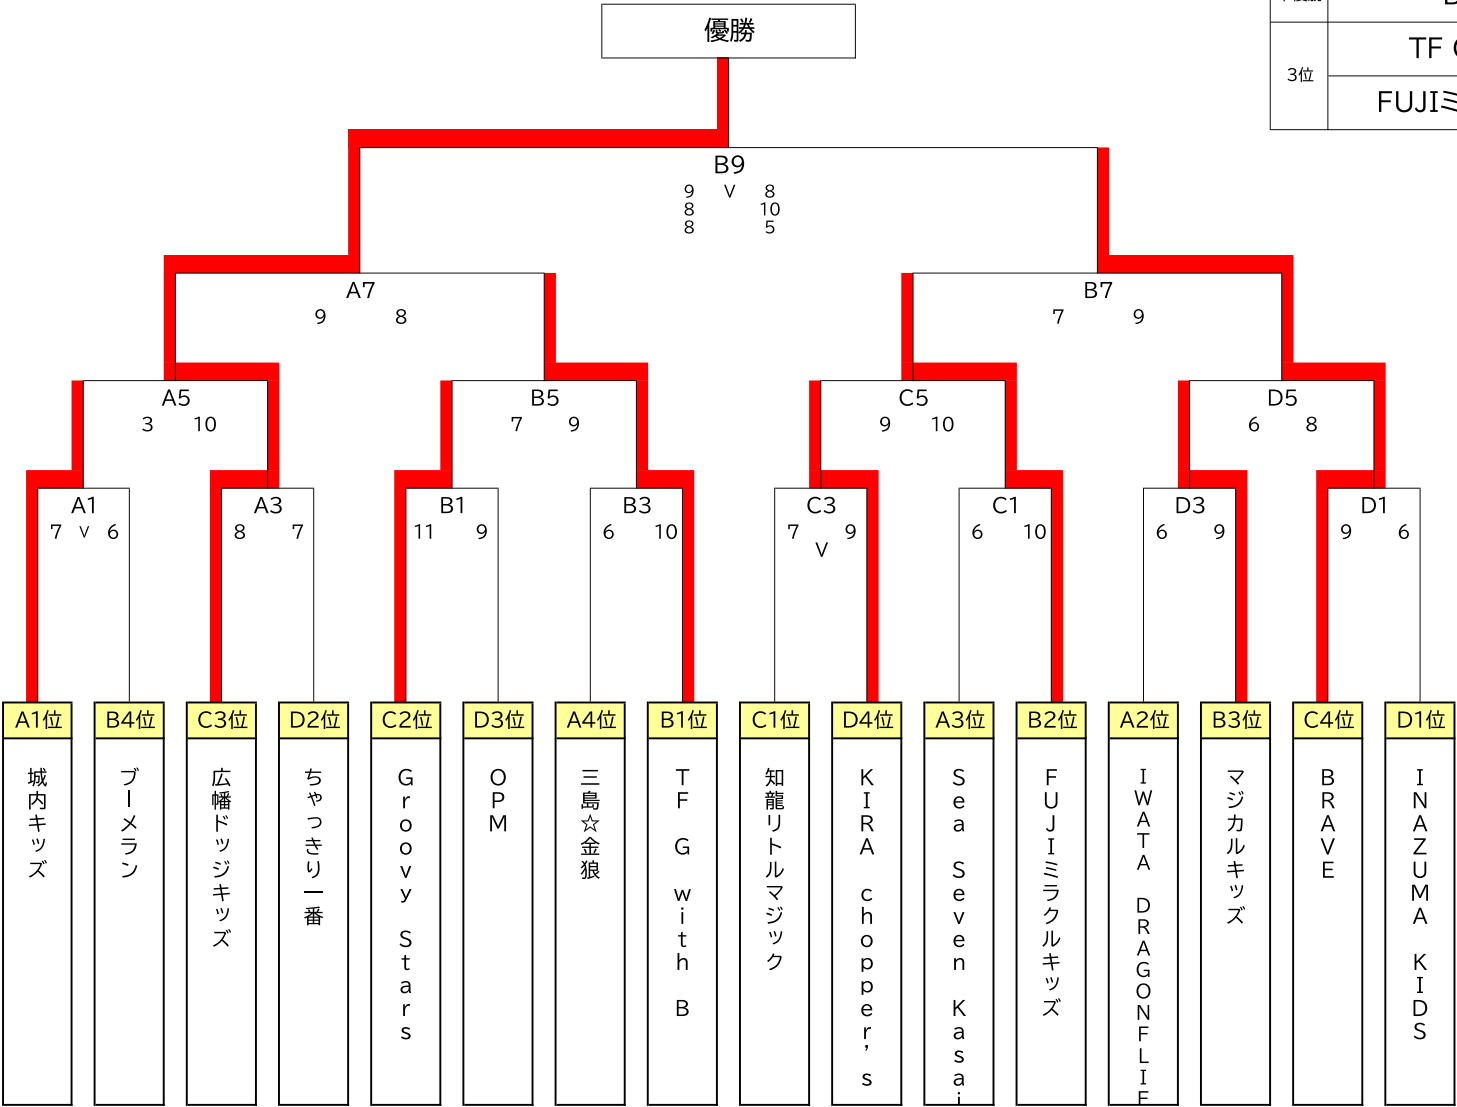 優勝
3位
TF
FUJIミ
B9
9 V 8
8 10
8 5
A7
9 8
B7
7 9
A5
3 10
B5
7 9
C5
9 10
D5
6 8
A1
7 V 6
A3
8 7
B1
11 9
B3
6 10
C3
7 9
V
C1
6 10
D3
6 9
D1
9 6
A1位
城内キッズ
B4位
ブーメラン
C3位
広幡ドッジキッズ
D2位
ちゃっきり一番
C2位
Groovy Stars
D3位
OPM
A4位
三島☆金狼
B1位
TF G with B
C1位
知龍リトルマジック
D4位
KIRA chopper's
A3位
Sea Seven Kasai
B2位
FUJIミラクルキッズ
A2位
IWATA DRAGONFLIE
B3位
マジカルキッズ
C4位
BRAVE
D1位
INAZUMA KIDS